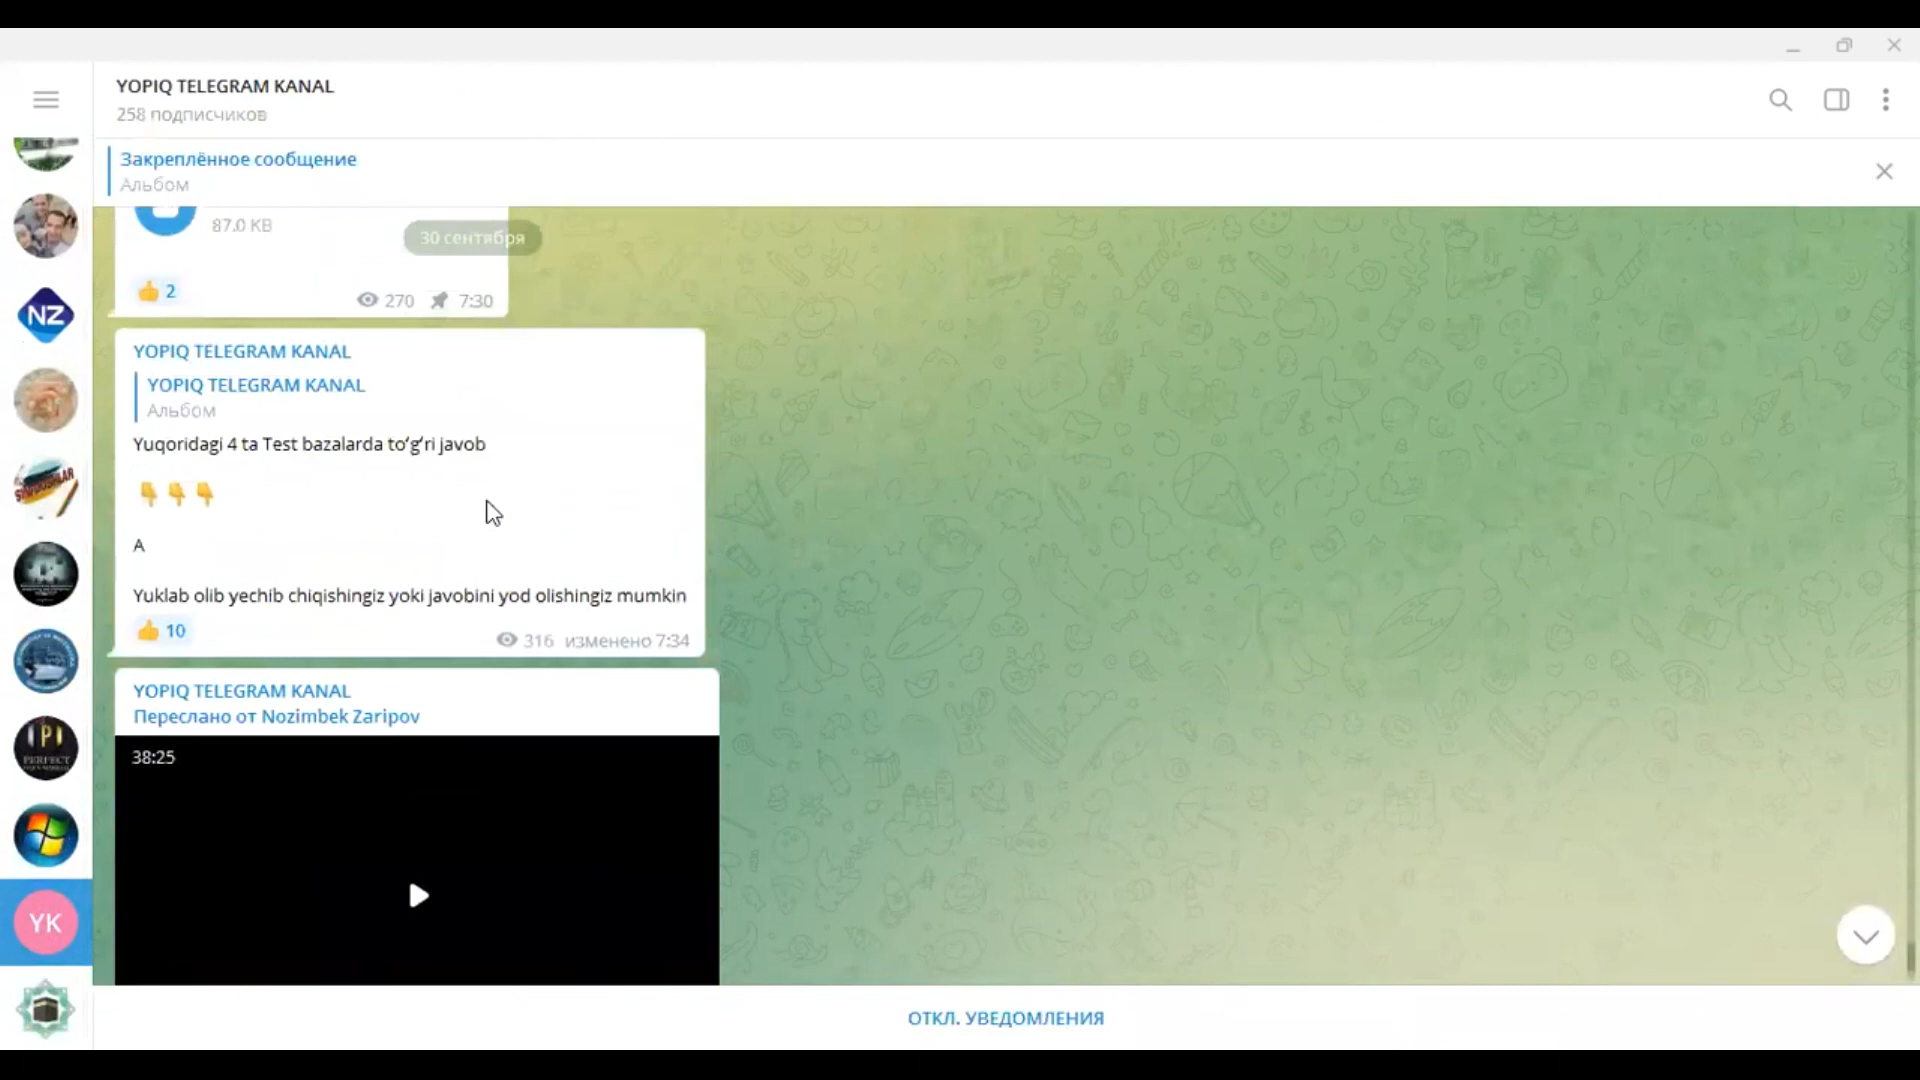 YOPIQ TELEGRAM KANAL
258 подписчиков
Закреплённое сообщение
Альбом
87.0 KB
30 сентября
2
270 7:30
YOPIQ TELEGRAM KANAL
YOPIQ TELEGRAM KANAL
Альбом
Yuqoridagi 4 ta Test bazalarda toʻgʻri javob
👇👇👇
A
Yuklab olib yechib chiqishingiz yoki javobini yod olishingiz mumkin
👍 10
316 изменено 7:34
YOPIQ TELEGRAM KANAL
Переслано от Nozimbek Zaripov
38:25
NZ
IPI
PERFECT
YK
ОТКЛ. УВЕДОМЛЕНИЯ